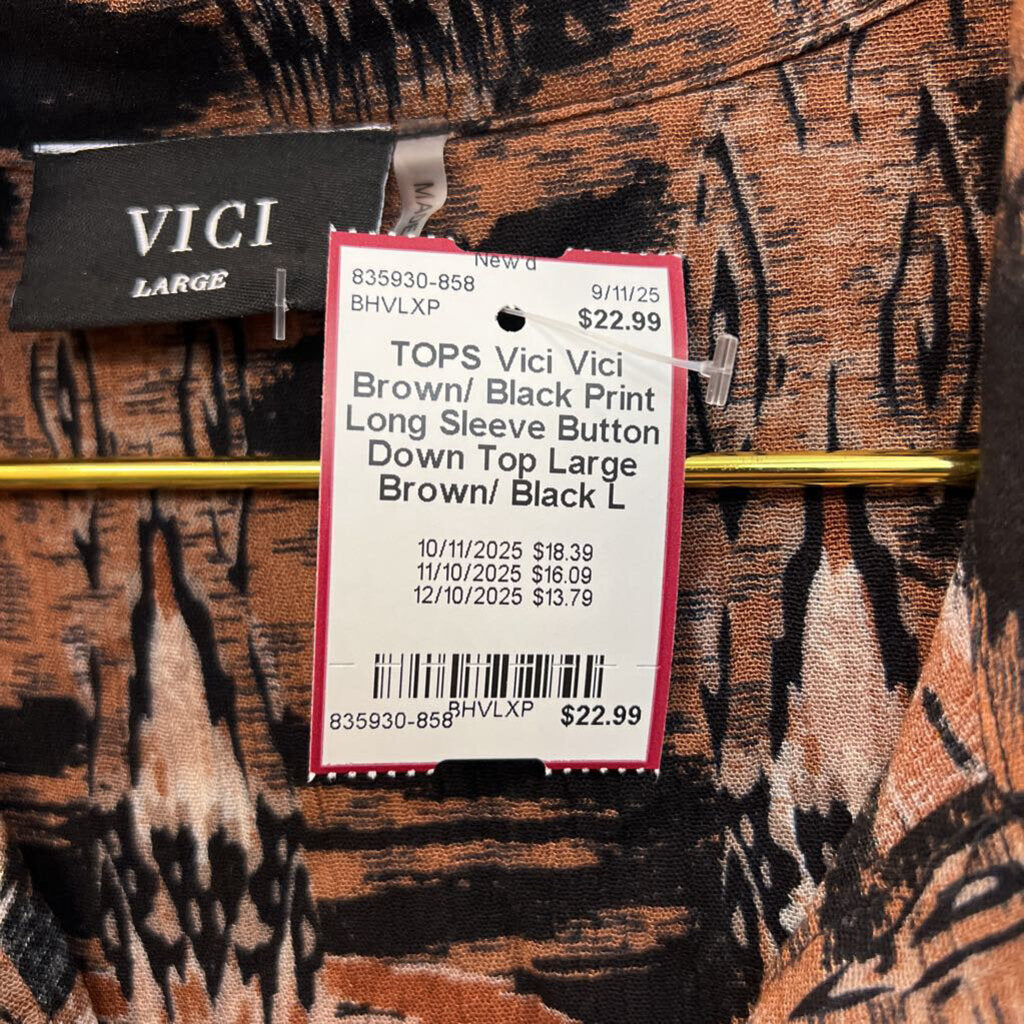 VICI
LARGE
New'd
835930-858
9/11/25
BHVLXP
$22.99
TOPS Vici Vici
Brown/ Black Print
Long Sleeve Button
Down Top Large
Brown/ Black L
10/11/2025 $18.39
11/10/2025 $16.09
12/10/2025 $13.79
835930-858
BHVLXP
$22.99